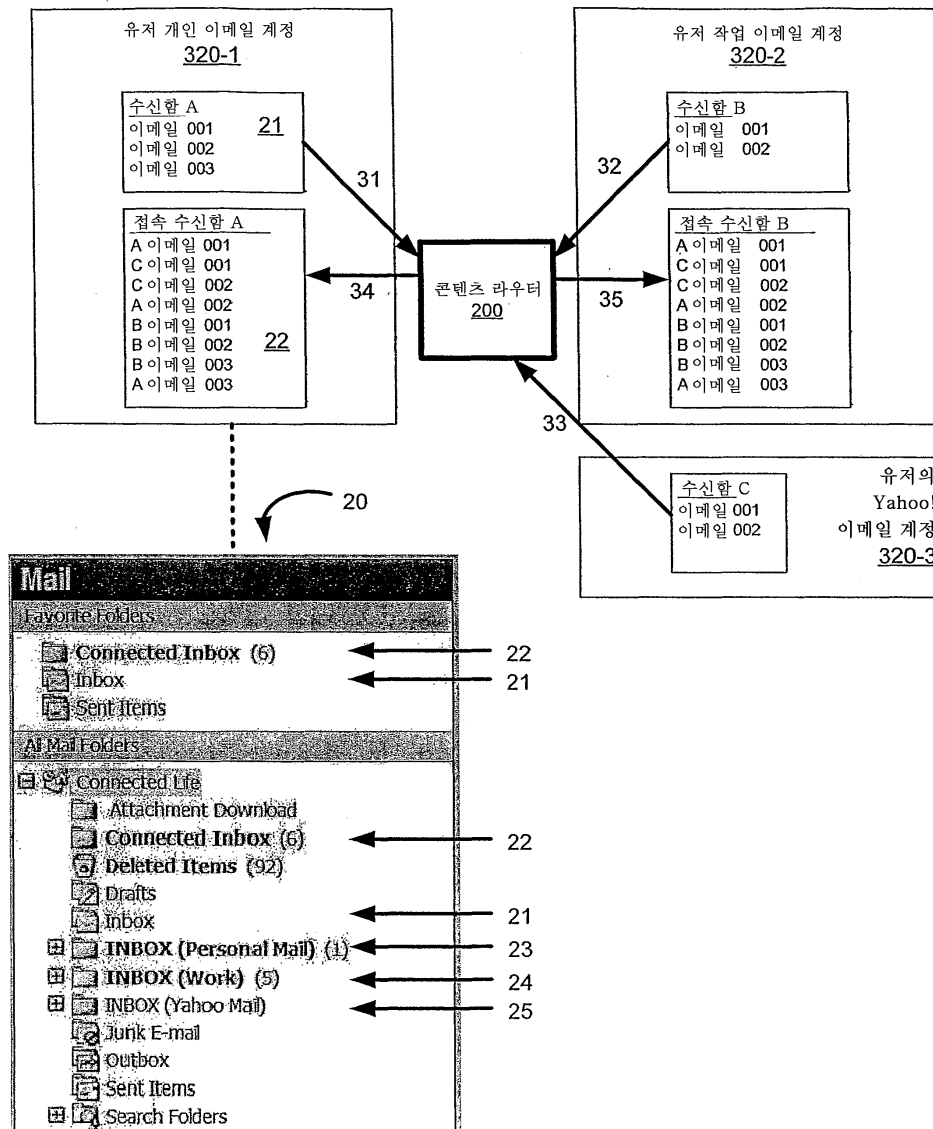 유저 개인 이메일 계정
320-1
수신함 A
이메일 001
21
이메일 002
이메일 003
접속 수신함 A
A 이메일 001
C 이메일 001
C 이메일 002
A 이메일 002
B 이메일 001
B 이메일 002
22
B 이메일 003
A 이메일 003
31
34
콘텐츠 라우터
200
32
35
33
유저 작업 이메일 계정
320-2
수신함 B
이메일 001
이메일 002
접속 수신함 B
A 이메일 001
C 이메일 001
C 이메일 002
A 이메일 002
B 이메일 001
B 이메일 002
B 이메일 003
A 이메일 003
수신함 C
이메일 001
이메일 002
유저의
Yahoo!
이메일 계정
320-3
20
Mail
Favorite Folders
Connected Inbox (6)
22
Inbox
21
Sent Items
All Mail Folders
Connected Life
Attachment Download
Connected Inbox (6)
22
Deleted Items (92)
Drafts
Inbox
21
INBOX (Personal Mail) (1)
23
INBOX (Work) (5)
24
INBOX (Yahoo Mail)
25
Junk E-mail
Outbox
Sent Items
Search Folders